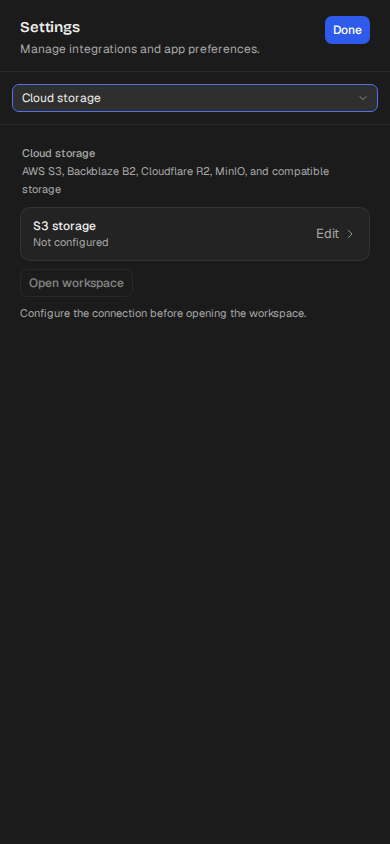 Settings
Done
Manage integrations and app preferences.
Cloud storage
Cloud storage
AWS S3, Backblaze B2, Cloudflare R2, MinIO, and compatible
storage
S3 storage
Not configured
Edit
Open workspace
Configure the connection before opening the workspace.